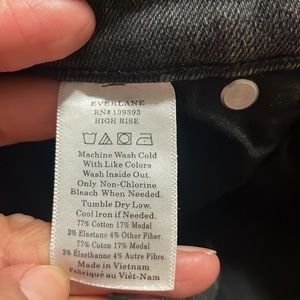 EVERLANE
RN# 139393
HIGH RISE
Machine Wash Cold
With Like Colors
Wash Inside Out.
Only Non-Chlorine
Bleach When Needed.
Tumble Dry Low.
Cool Iron if Needed.
77% Cotton 17% Modal
2% Elastane 4% Other Fiber.
77% Coton 17% Modal
2% Élasthanne 4% Autre Fibre.
Made in Vietnam
Fabriqué au Viêt-Nam